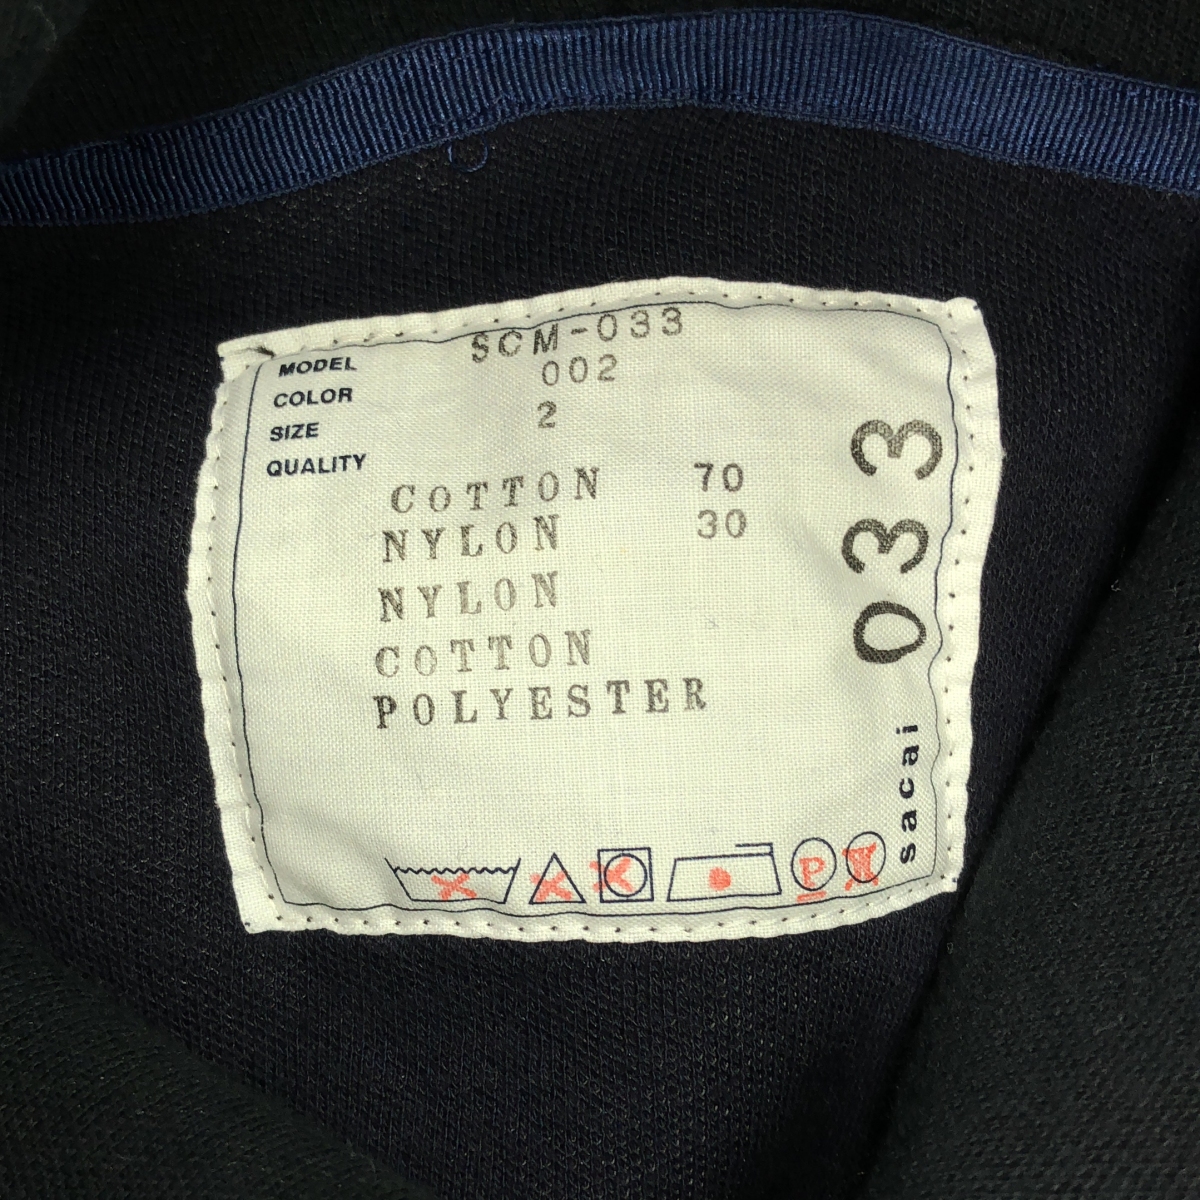 MODEL SCM-033
COLOR 002
SIZE 2
QUALITY
COTTON 70
NYLON 30
NYLON
COTTON
POLYESTER
sacai 033
P